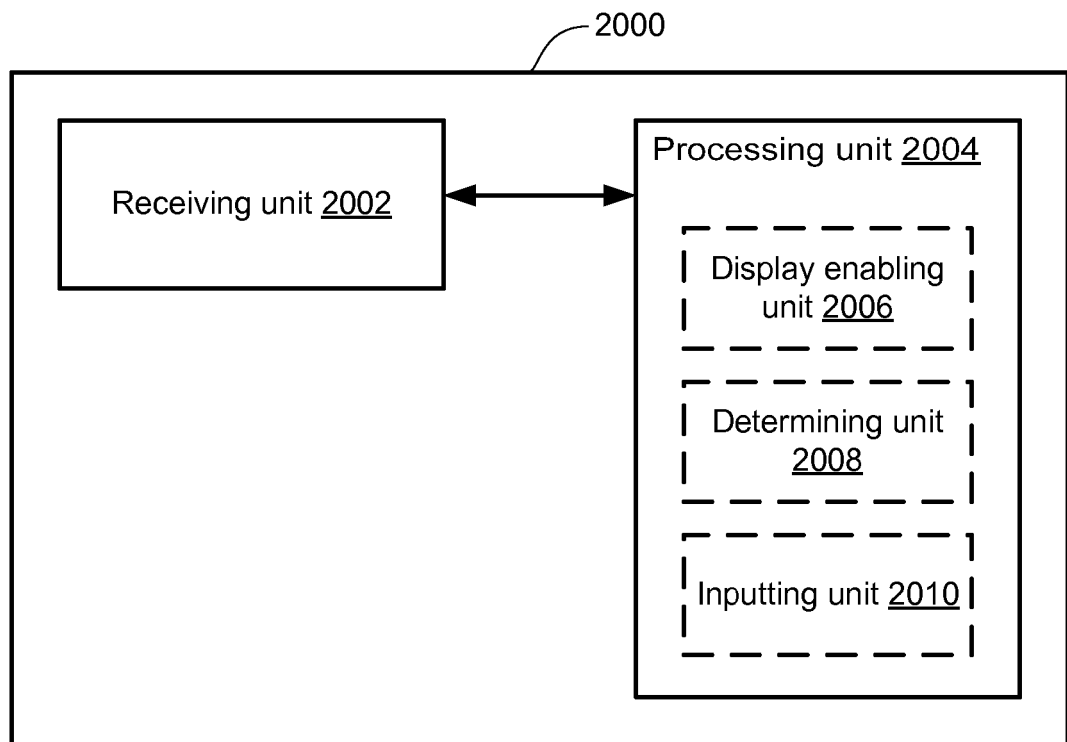 2000
Receiving unit 2002
Processing unit 2004
Display enabling
unit 2006
Determining unit
2008
Inputting unit 2010